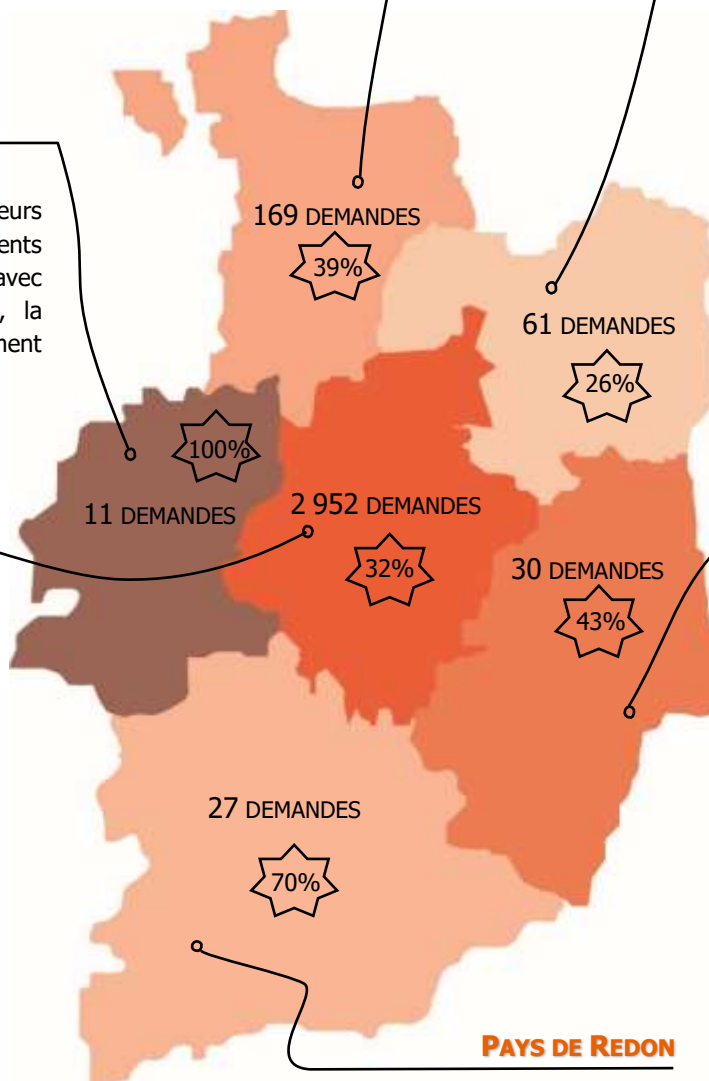 169 DEMANDES
39%
eurs
ents
avec
, la
ment
61 DEMANDES
26%
100%
11 DEMANDES
2 952 DEMANDES
32%
30 DEMANDES
43%
27 DEMANDES
70%
PAYS DE REDON